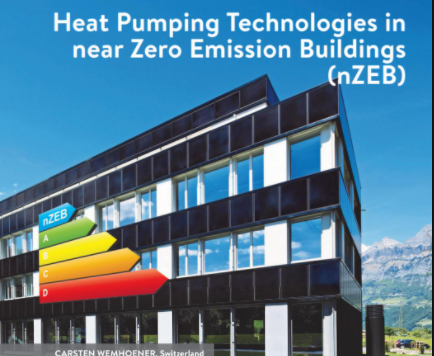 Heat Pumping Technologies in
near Zero Emission Buildings
(nZEB)
nZEB
A
B
C
D
CARSTEN WEMHOENER, Switzerland